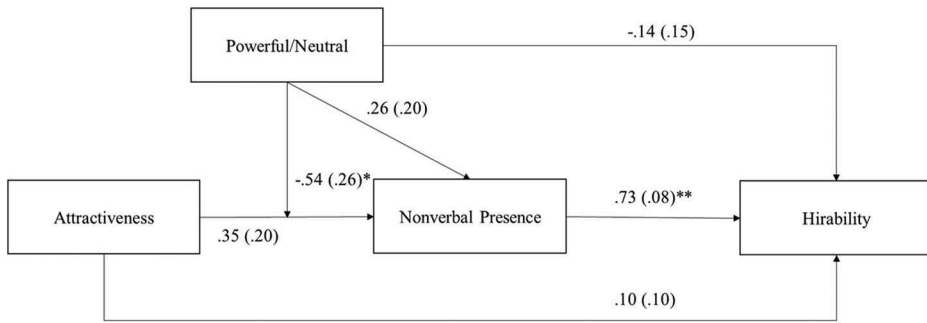 Powerful/Neutral
-.14 (.15)
.26 (.20)
-.54 (.26)*
.73 (.08)**
Attractiveness
Nonverbal Presence
Hirability
.35 (.20)
.10 (.10)